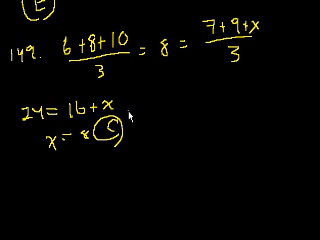 E
149. (6+8+10)/3 = 8 = (7+9+x)/3
24 = 16+x
x = 8 C